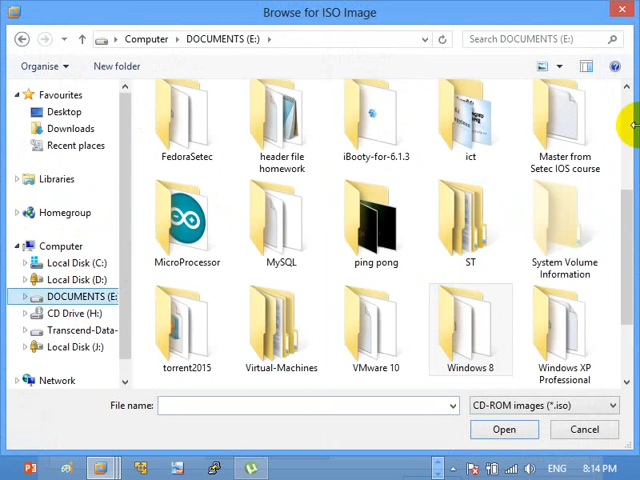 Browse for ISO Image
Computer
DOCUMENTS (E:)
Search DOCUMENTS (E:)
Organise
New folder
Favourites
Desktop
Downloads
Recent places
Libraries
Homegroup
Computer
Local Disk (C:)
Local Disk (D:)
DOCUMENTS (E:
CD Drive (H:)
Transcend-Data-
Local Disk (J:)
Network
FedoraSetec
header file
homework
iBooty-for-6.1.3
ict
Master from
Setec IOS course
MicroProcessor
MySQL
ping pong
ST
System Volume
Information
torrent2015
Virtual-Machines
VMware 10
Windows 8
Windows XP
Professional
File name:
CD-ROM images (*.iso)
Open
Cancel
ENG
8:14 PM